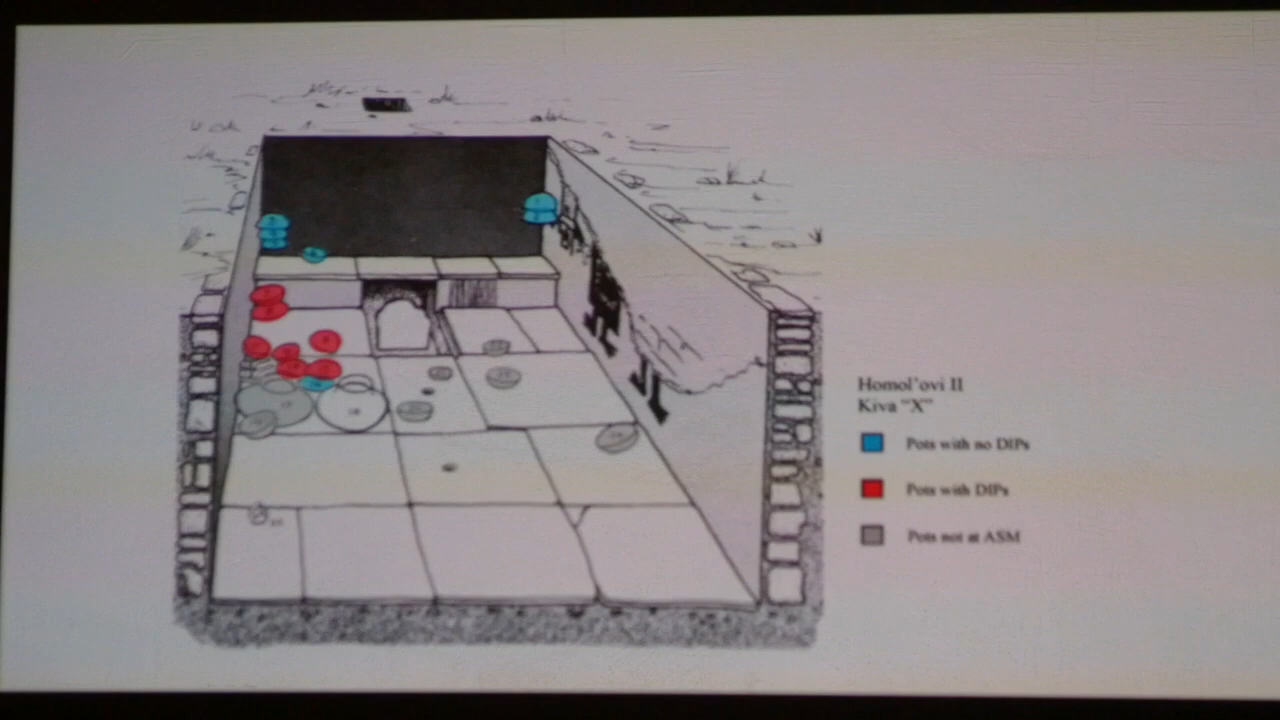 Homol'ovi II
Kiva "X"
Pots with no DIPs
Pots with DIPs
Pots not at ASM